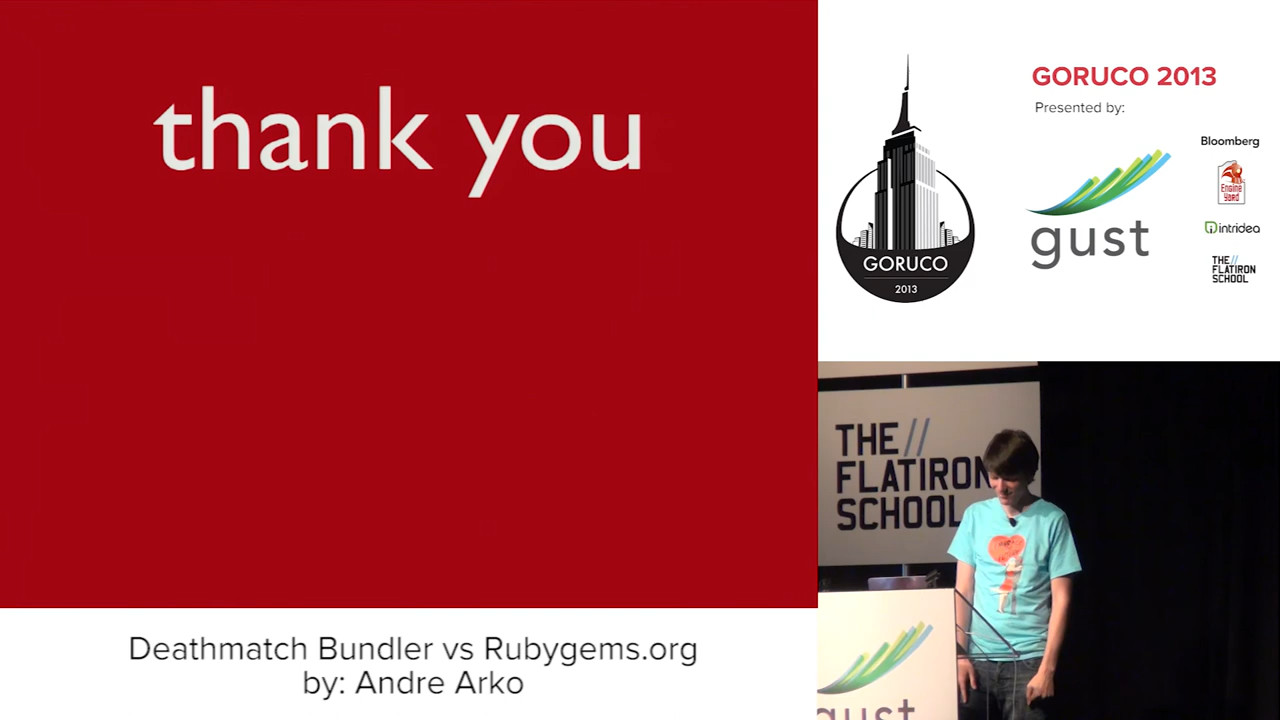 thank you
Deathmatch Bundler vs Rubygems.org
by: Andre Arko
GORUCO
2013
GORUCO 2013
Presented by:
gust
Bloomberg
Engine
Yard
intridea
THE//
FLATIRON
SCHOOL
THE//
FLATIRON
SCHOOL
gust